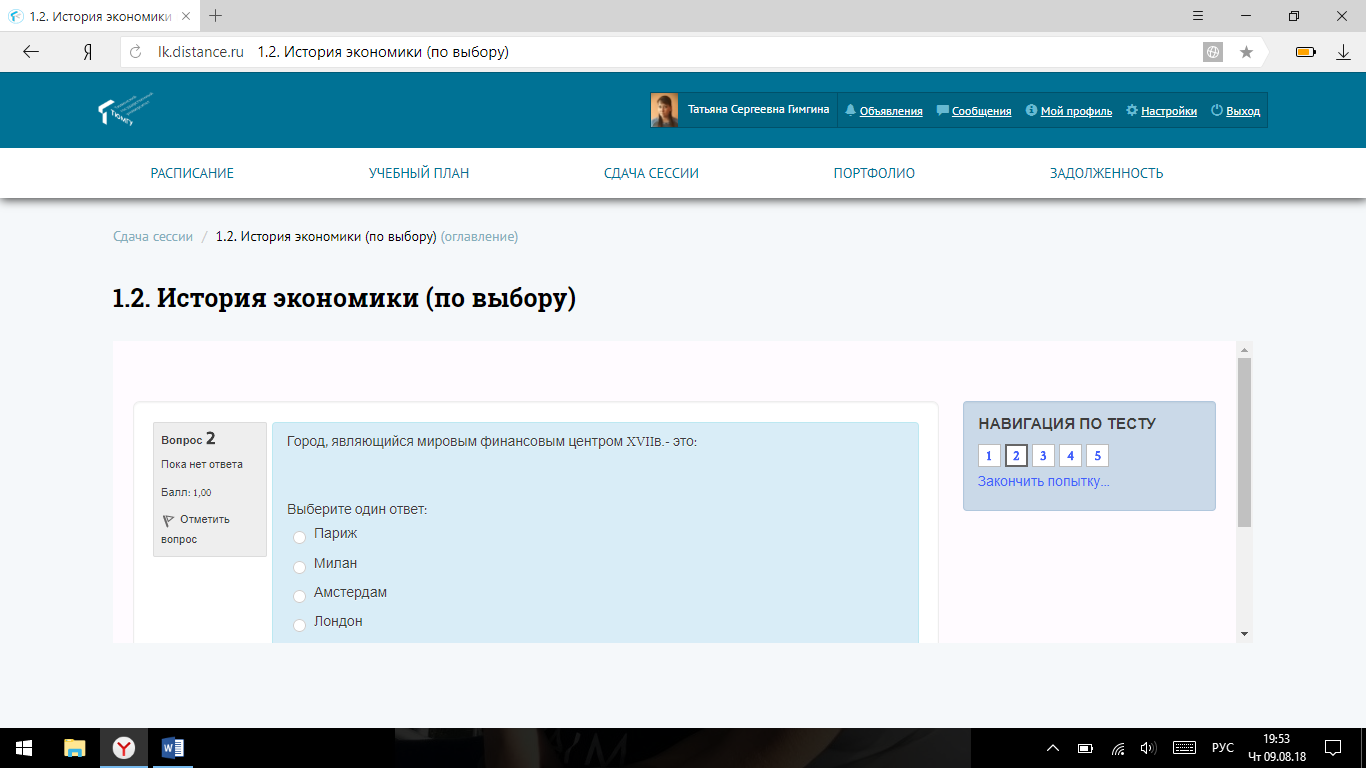 1.2. История экономики
Я
lk.distance.ru 1.2. История экономики (по выбору)
ТюмГУ
Татьяна Сергеевна Гимгина Объявления Сообщения Мой профиль Настройки Выход
РАСПИСАНИЕ УЧЕБНЫЙ ПЛАН СДАЧА СЕССИИ ПОРТФОЛИО ЗАДОЛЖЕННОСТЬ
Сдача сессии / 1.2. История экономики (по выбору) (оглавление)
1.2. История экономики (по выбору)
Вопрос 2
Пока нет ответа
Балл: 1,00
Отметить
вопрос
Город, являющийся мировым финансовым центром XVIIв.- это:
Выберите один ответ:
Париж
Милан
Амстердам
Лондон
НАВИГАЦИЯ ПО ТЕСТУ
1 2 3 4 5
Закончить попытку...
РУС
19:53
Чт 09.08.18